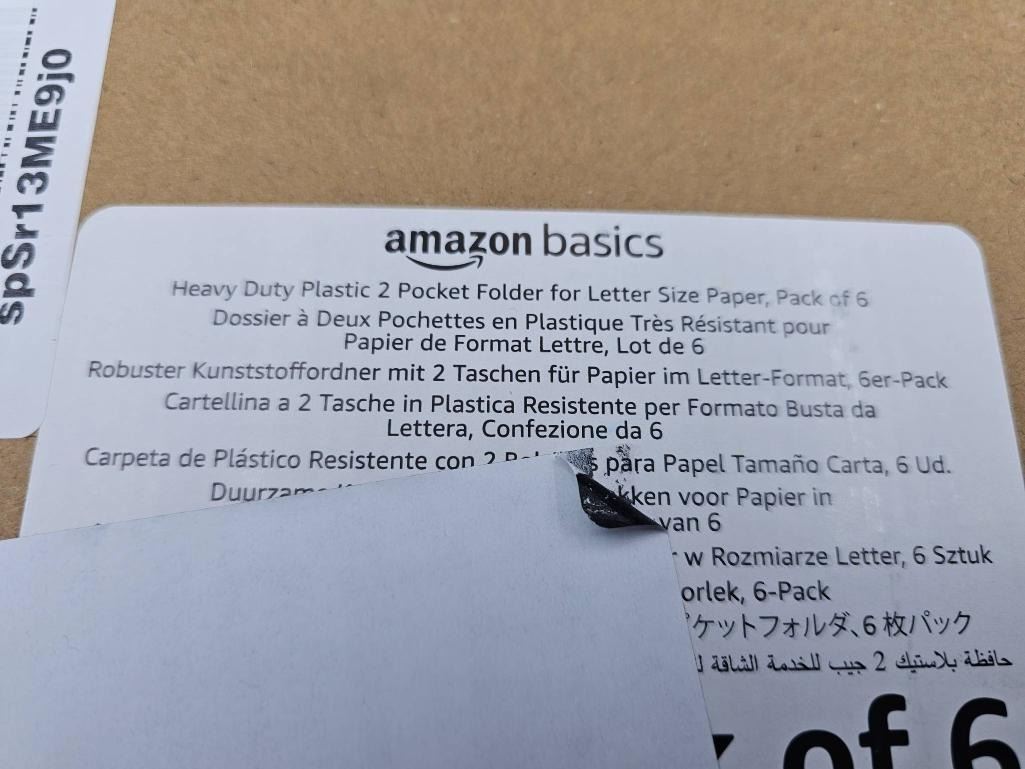 spSr13ME9j0
amazon basics
Heavy Duty Plastic 2 Pocket Folder for Letter Size Paper, Pack of 6
Dossier à Deux Pochettes en Plastique Très Résistant pour
Papier de Format Lettre, Lot de 6
Robuster Kunststoffordner mit 2 Taschen für Papier im Letter-Format, 6er-Pack
Cartellina a 2 Tasche in Plastica Resistente per Formato Busta da
Lettera, Confezione da 6
Carpeta de Plástico Resistente con 2 para Papel Tamaño Carta, 6 Ud.
voor Papier in
van 6
w Rozmiarze Letter, 6 Sztuk
6-Pack
ケットフォルダ、6 枚パック
حافظة بلاستيك 2 جيب للخدمة الشاقة
of 6